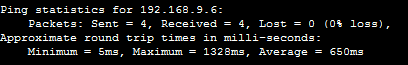 Ping statistics for 192.168.9.6:
Packets: Sent = 4, Received = 4, Lost = 0 (0% loss),
Approximate round trip times in milli-seconds:
Minimum = 5ms, Maximum = 1328ms, Average = 650ms